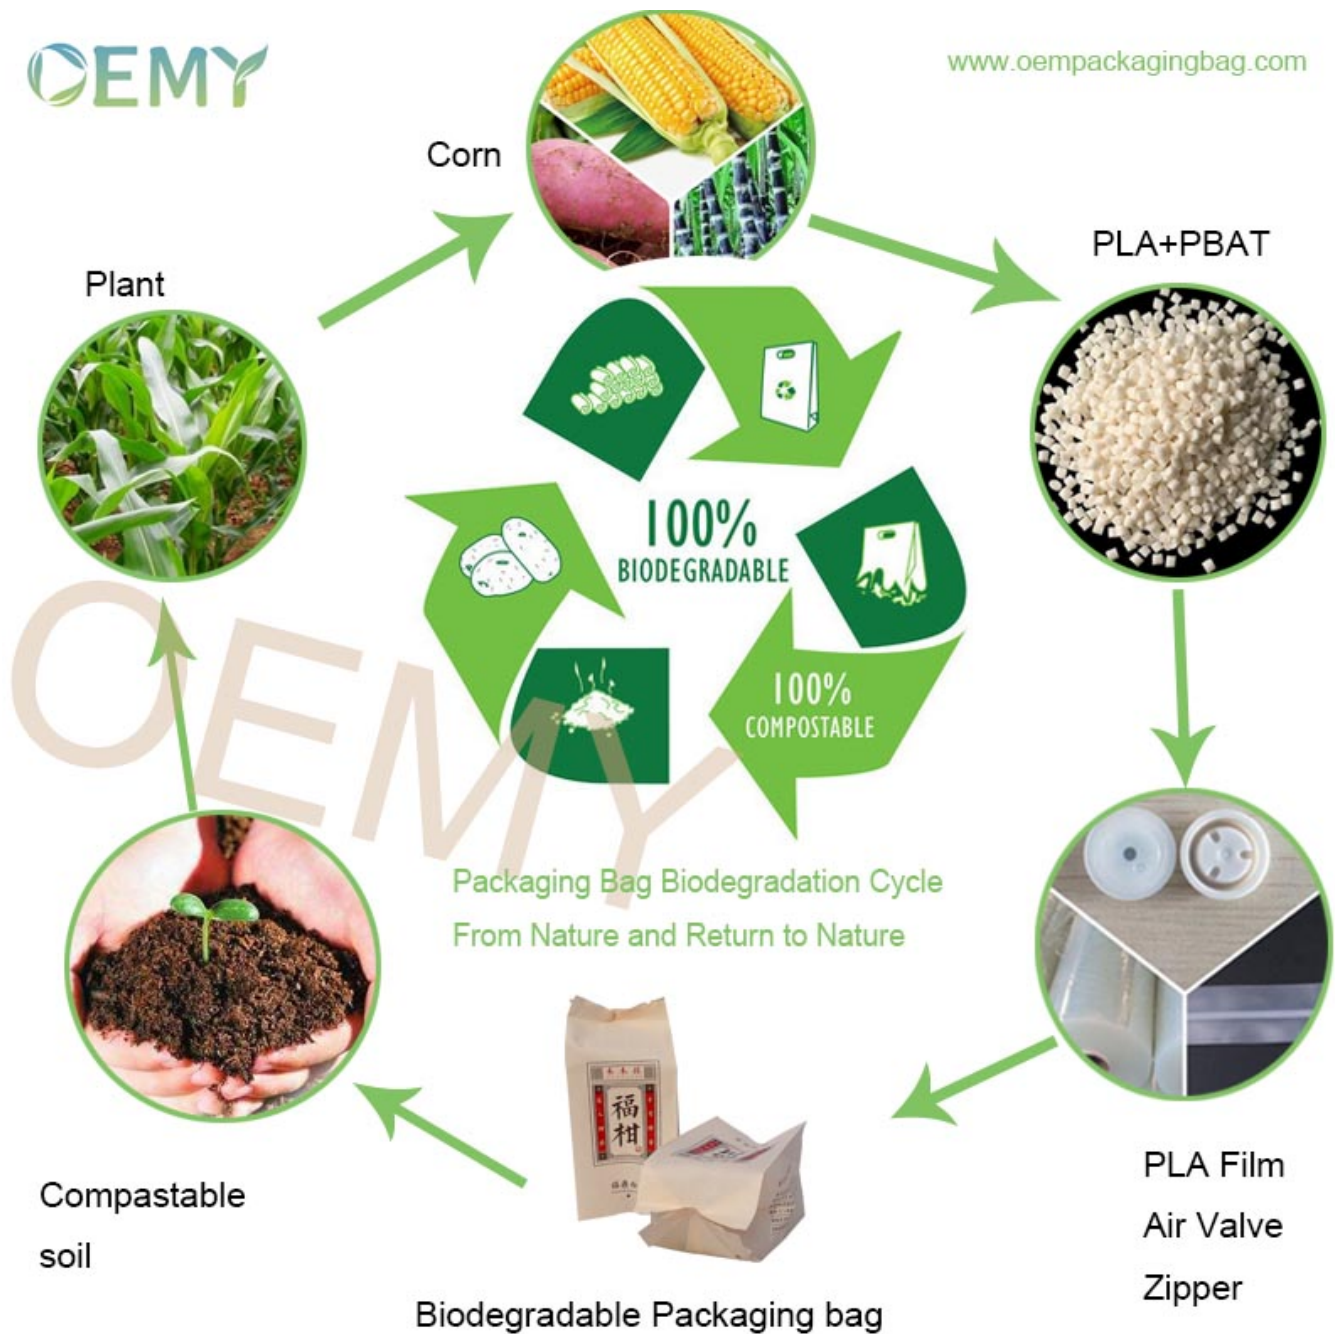 OEMY
www.oempackagingbag.com
Corn
PLA+PBAT
Plant
100%
BIODEGRADABLE
100%
COMPOSTABLE
OEMY
Packaging Bag Biodegradation Cycle
From Nature and Return to Nature
福
柑
Compastable
soil
PLA Film
Air Valve
Zipper
Biodegradable Packaging bag